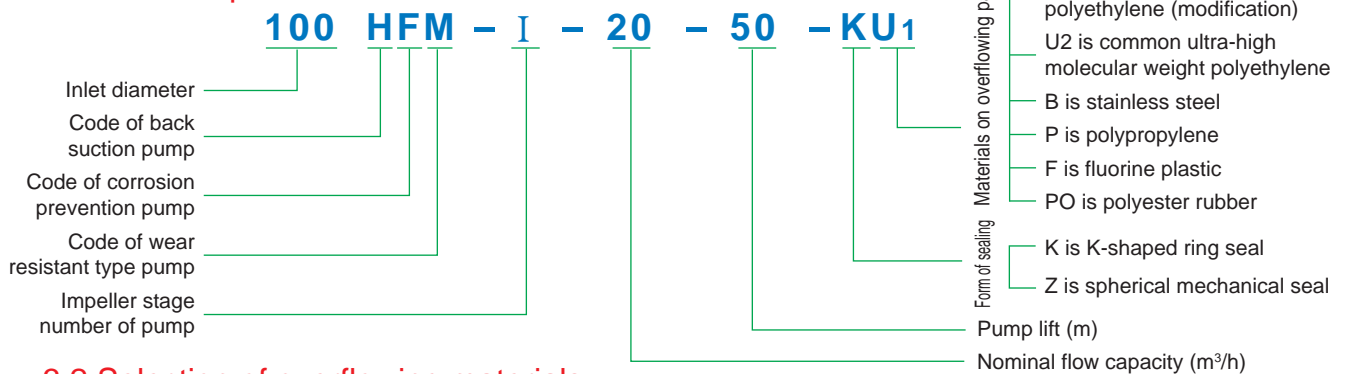 100 HFM – I – 20 – 50 – KU1
Inlet diameter
Code of back
suction pump
Code of corrosion
prevention pump
Code of wear
resistant type pump
Impeller stage
number of pump
Materials on overflowing
polyethylene (modification)
U2 is common ultra-high
molecular weight polyethylene
B is stainless steel
P is polypropylene
F is fluorine plastic
PO is polyester rubber
Form of sealing
K is K-shaped ring seal
Z is spherical mechanical seal
Pump lift (m)
Nominal flow capacity (m³/h)